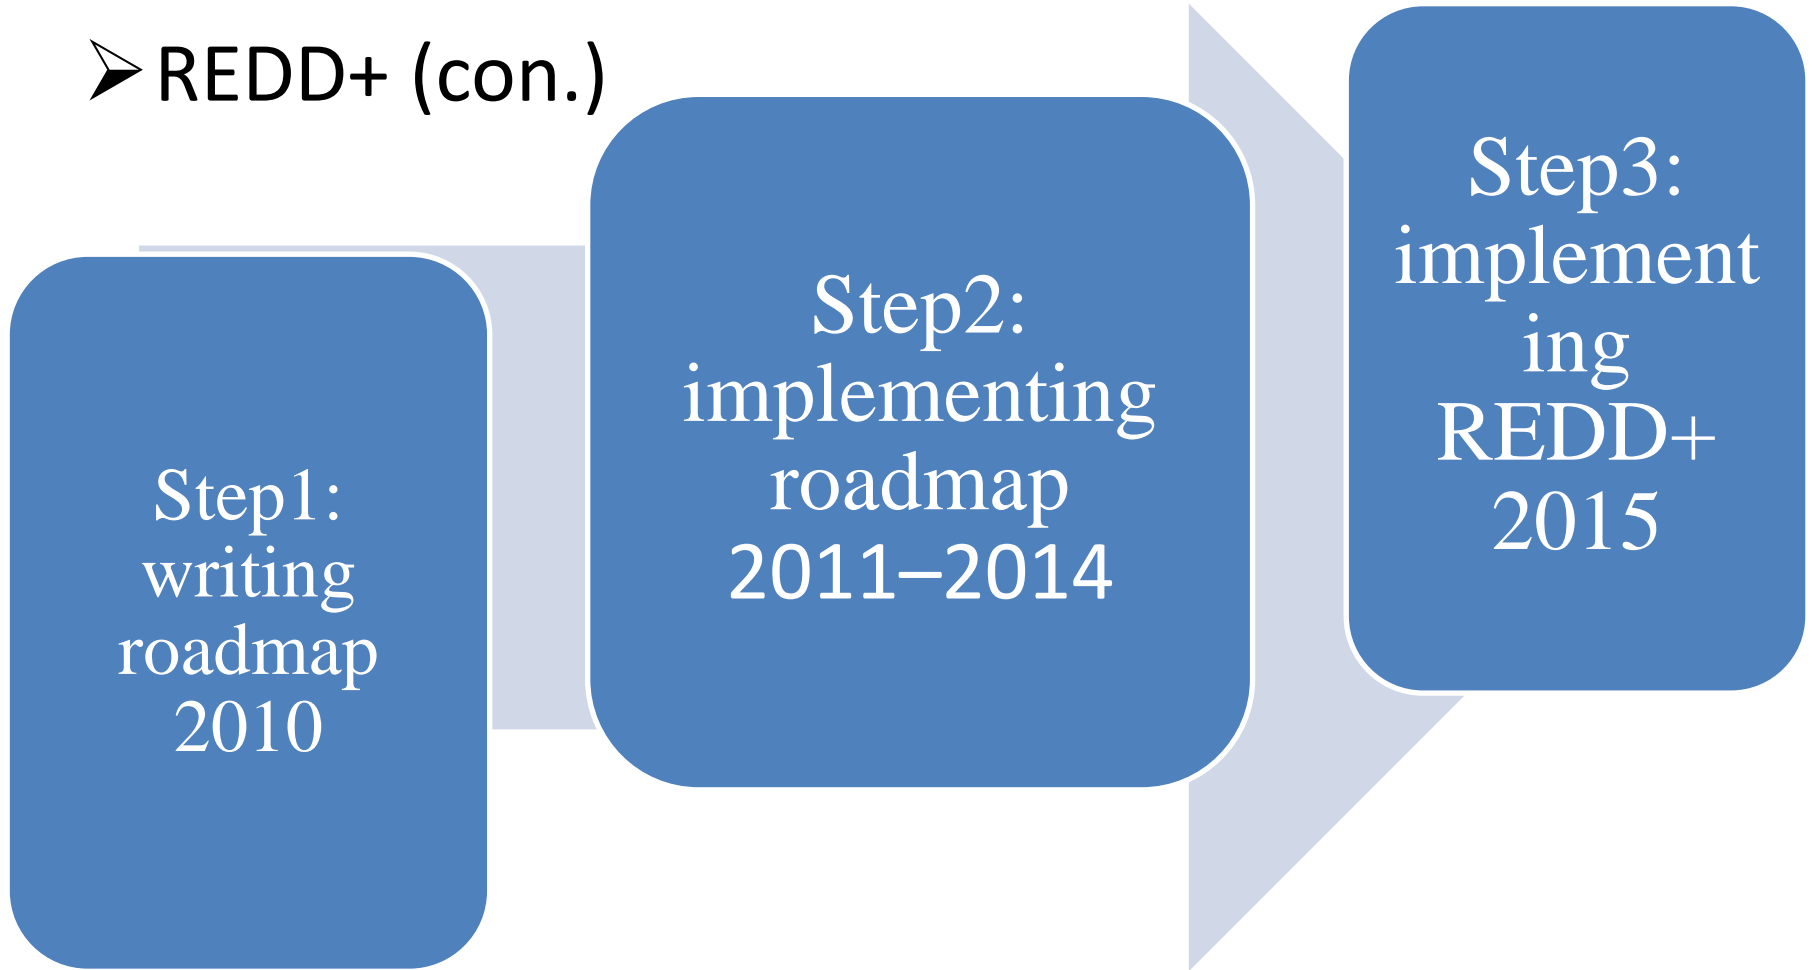 ➢REDD+ (con.)
Step1:
writing
roadmap
2010
Step2:
implementing
roadmap
2011–2014
Step3:
implement
ing
REDD+
2015